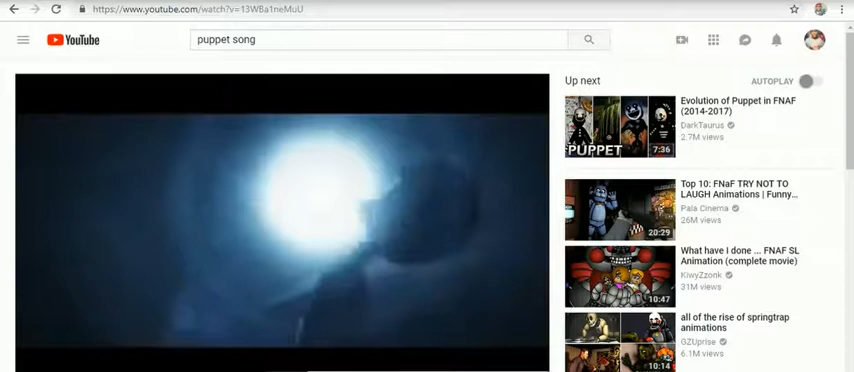 https://www.youtube.com/watch?v=13WBa1neMuU
YouTube
puppet song
Up next
AUTOPLAY
PUPPET
7:36
Evolution of Puppet in FNAF
(2014-2017)
DarkTaurus
2.7M views
20:29
Top 10: FNaF TRY NOT TO
LAUGH Animations | Funny...
Pala Cinema
26M views
10:47
What have I done ... FNAF SL
Animation (complete movie)
KiwyZzonk
31M views
10:14
all of the rise of springtrap
animations
GZUprise
6.1M views